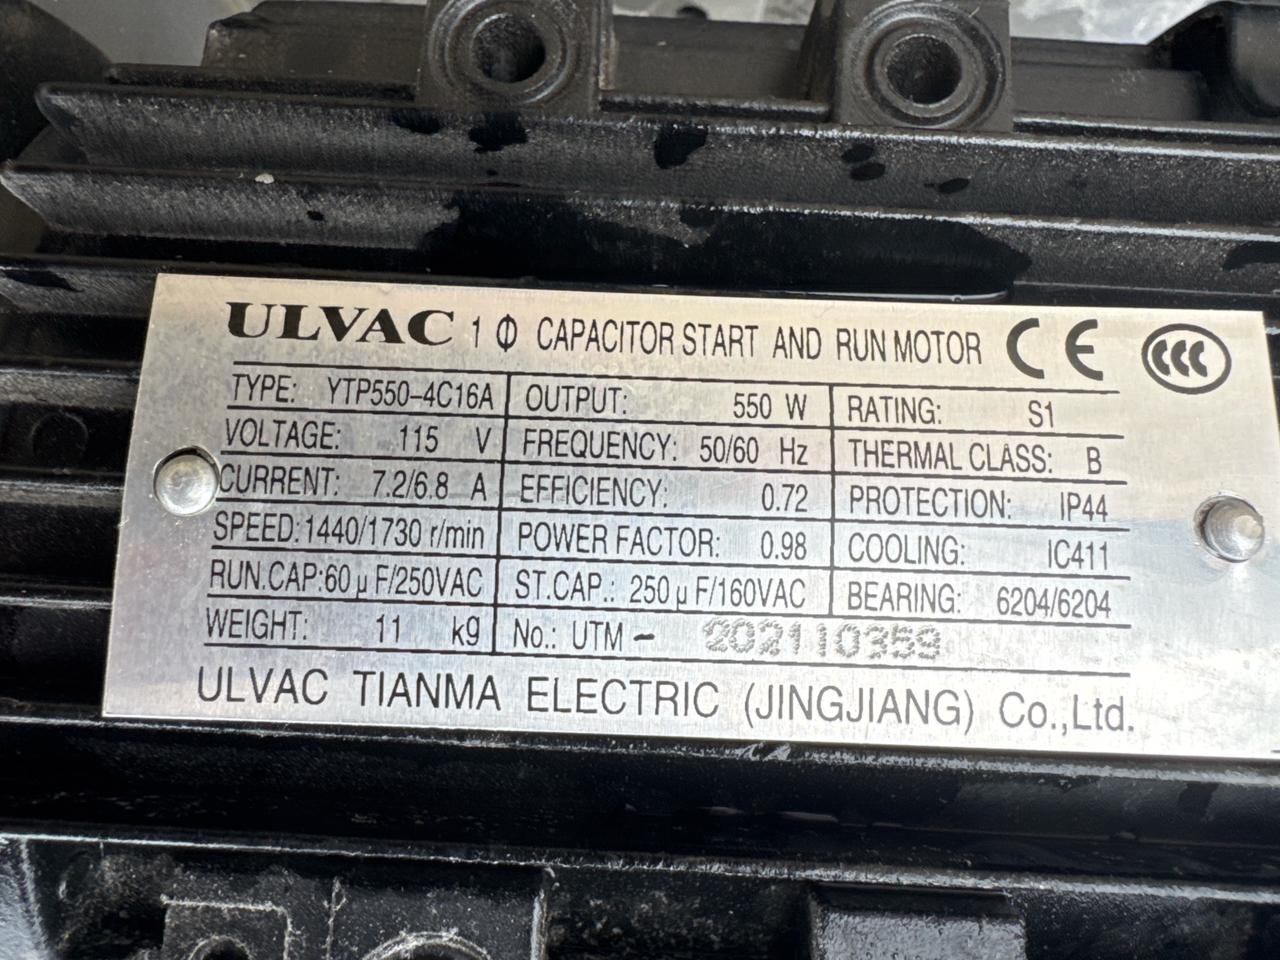 ULVAC 1 Φ CAPACITOR START AND RUN MOTOR CE CCC
TYPE: YTP550-4C16A OUTPUT: 550 W RATING: S1
VOLTAGE: 115 V FREQUENCY: 50/60 Hz THERMAL CLASS: B
CURRENT: 7.2/6.8 A EFFICIENCY: 0.72 PROTECTION: IP44
SPEED:1440/1730 r/min POWER FACTOR: 0.98 COOLING: IC411
RUN.CAP:60 μF/250VAC ST.CAP.: 250 μF/160VAC BEARING: 6204/6204
WEIGHT: 11 kg No.: UTM - 202110359
ULVAC TIANMA ELECTRIC (JINGJIANG) Co.,Ltd.